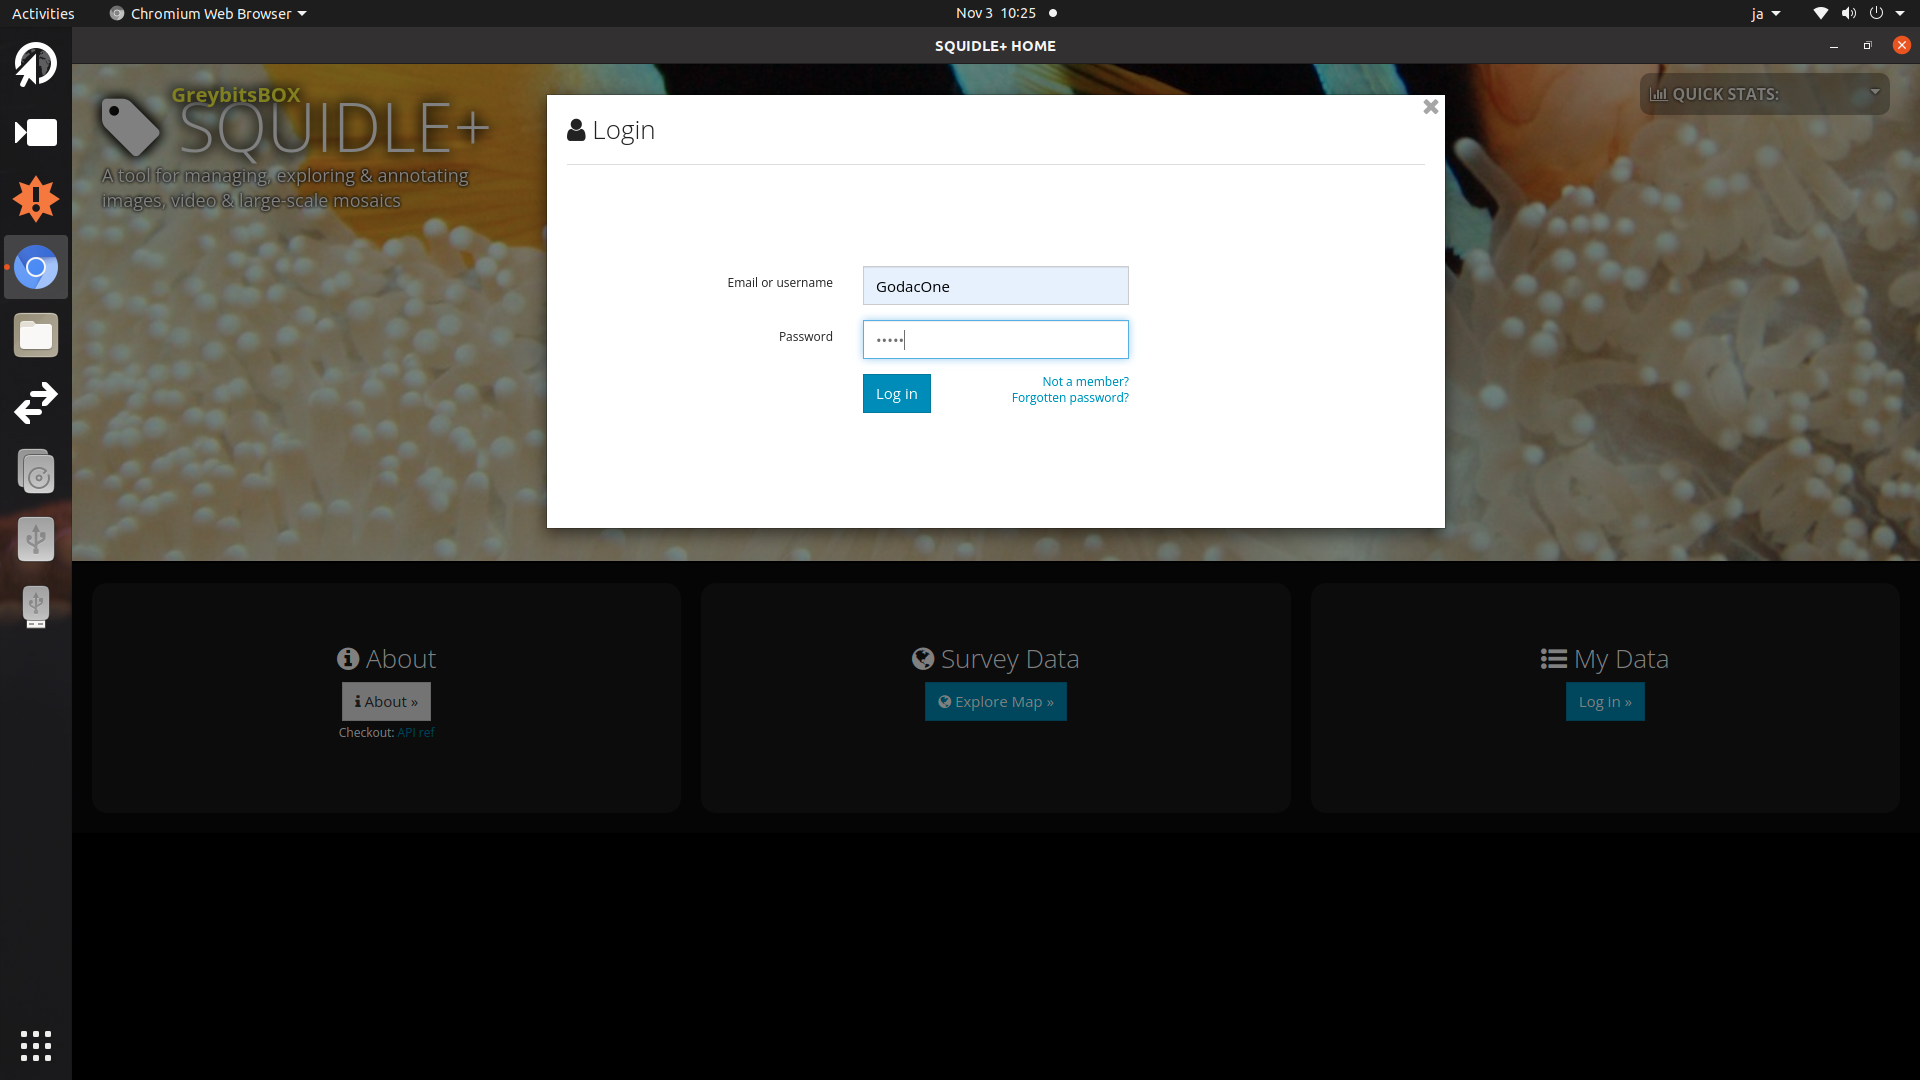 Activities
Chromium Web Browser
Nov 3 10:25
ja
SQUIDLE+ HOME
GreybitsBOX
SQUIDLE+
A tool for managing, exploring & annotating
images, video & large-scale mosaics
QUICK STATS:
Login
Email or username
GodacOne
Password
•••••
Log in
Not a member?
Forgotten password?
About
About »
Checkout: API ref
Survey Data
Explore Map »
My Data
Log in »